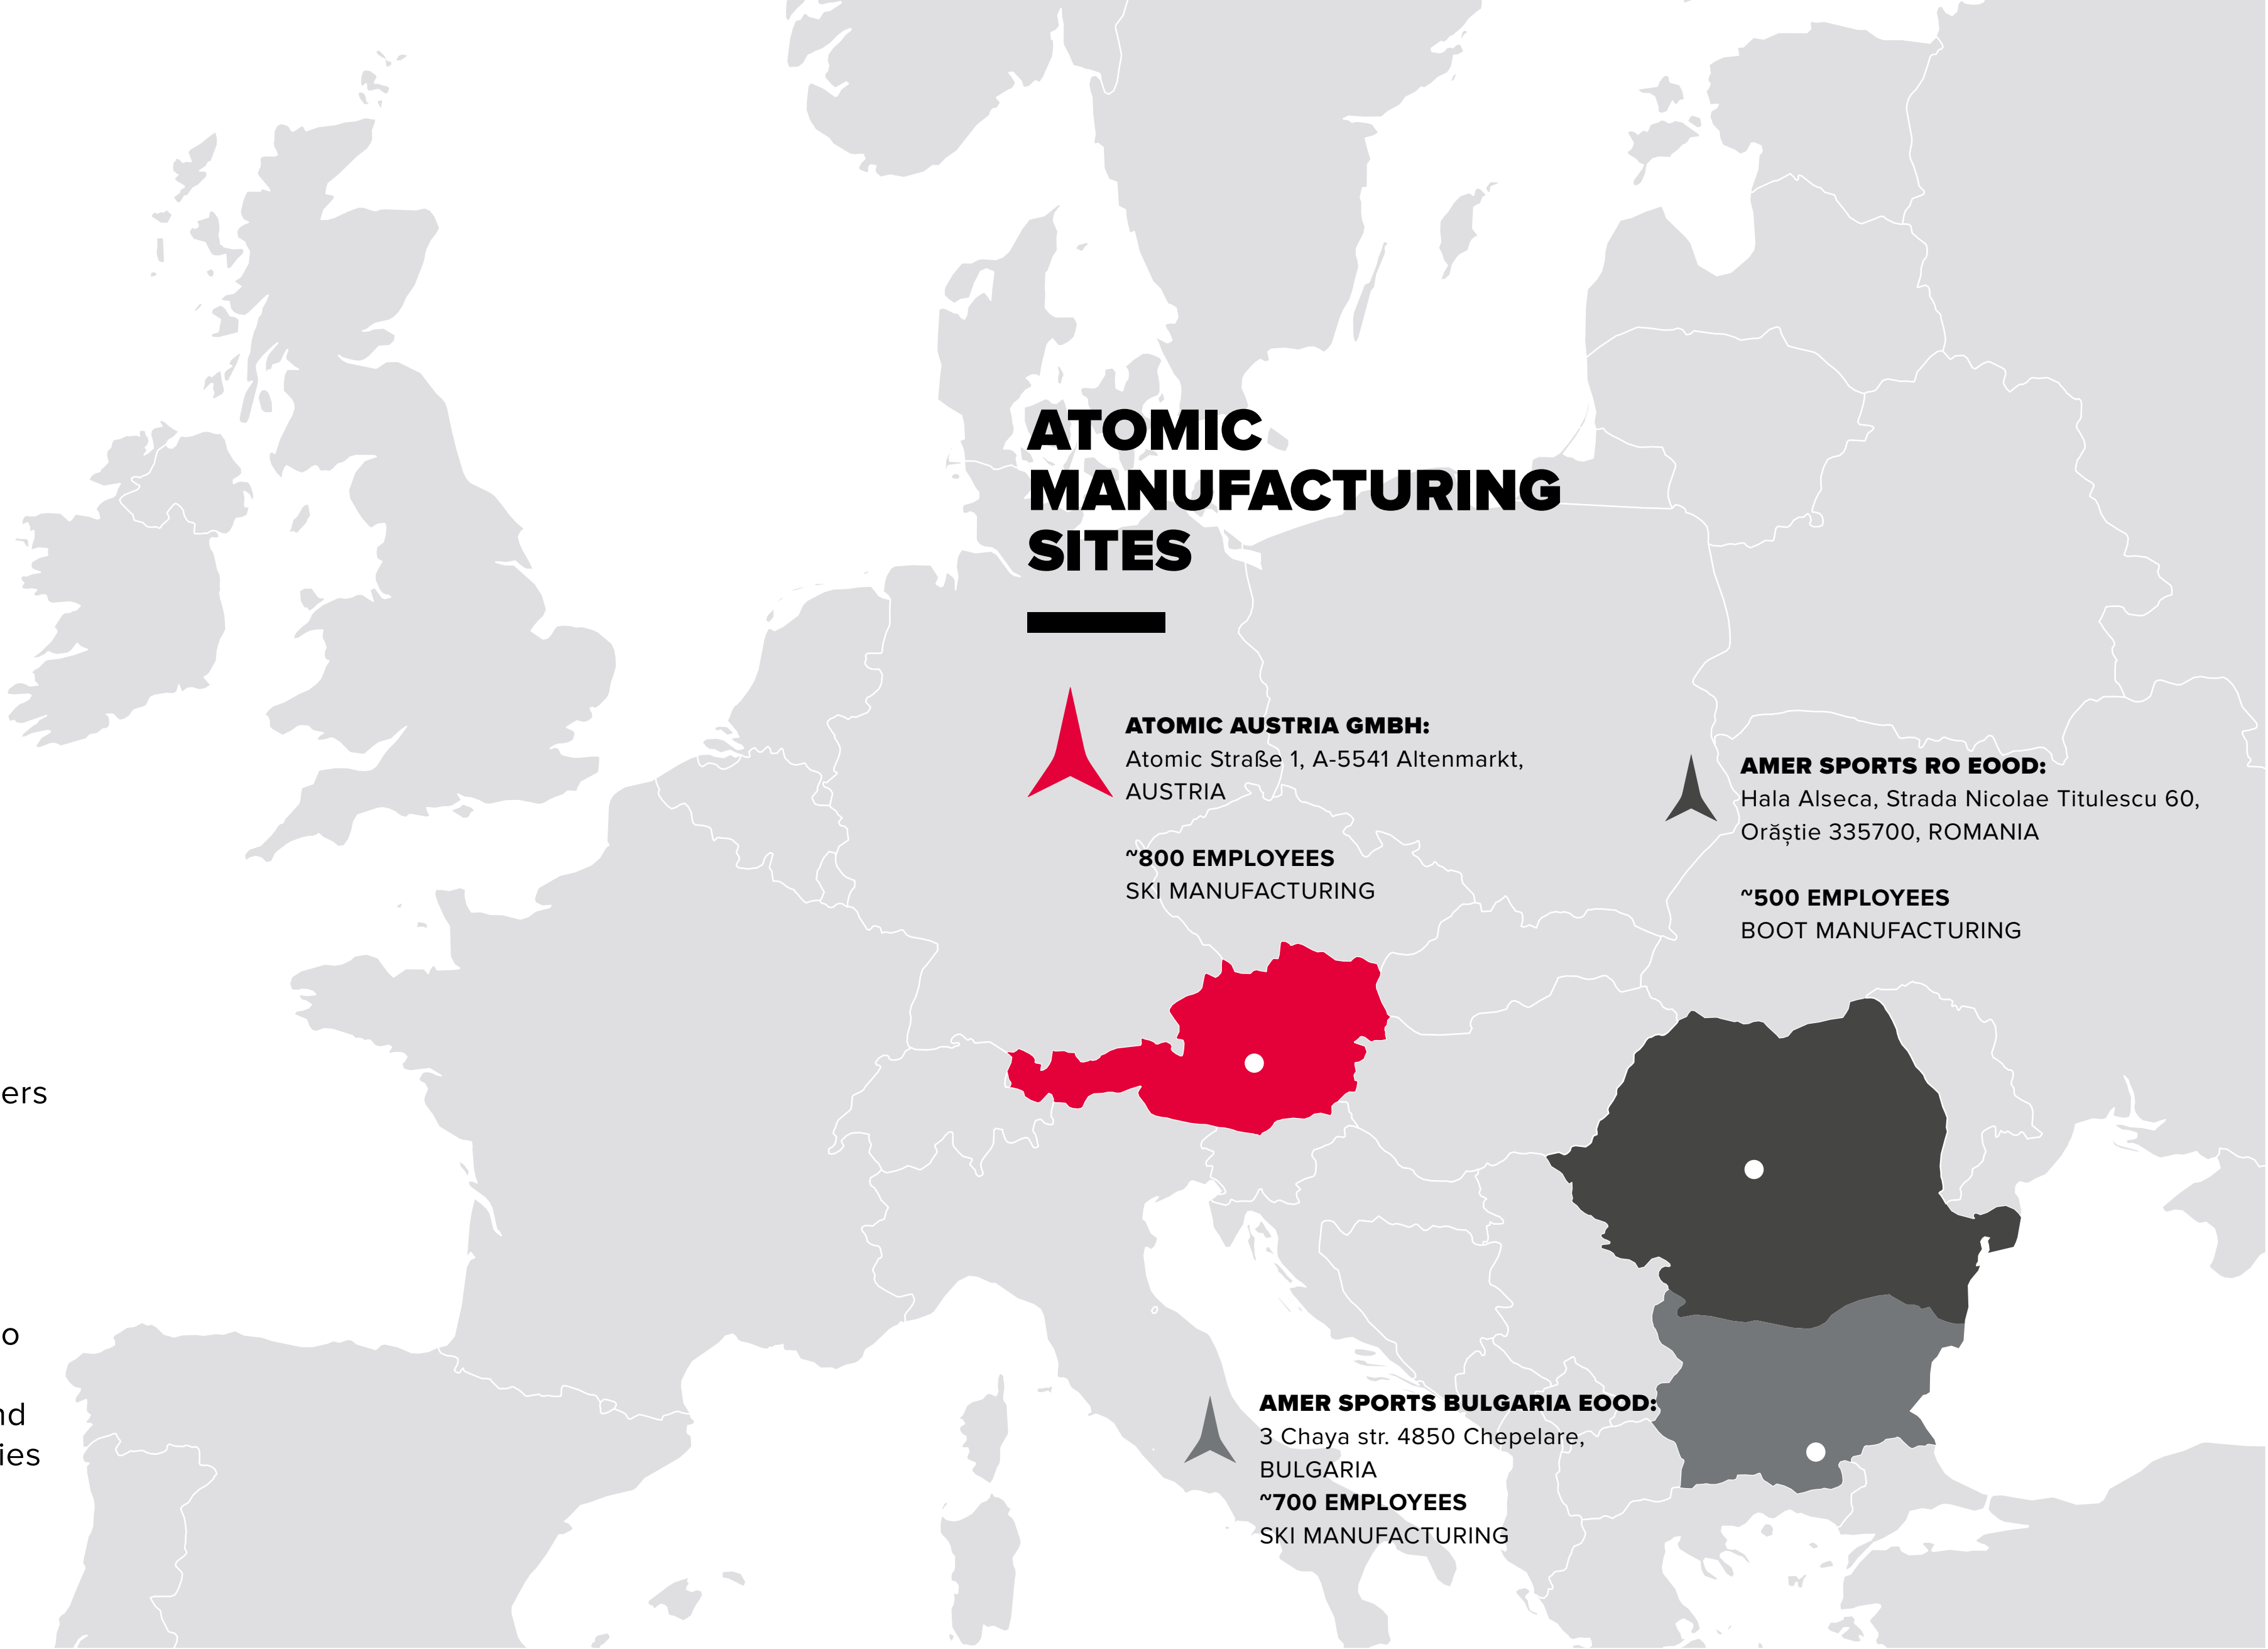 ATOMIC
MANUFACTURING
SITES
ATOMIC AUSTRIA GMBH:
Atomic Straße 1, A-5541 Altenmarkt,
AUSTRIA
~800 EMPLOYEES
SKI MANUFACTURING
AMER SPORTS RO EOOD:
Hala Alseca, Strada Nicolae Titulescu 60,
Orăștie 335700, ROMANIA
~500 EMPLOYEES
BOOT MANUFACTURING
ers
o
nd
ies
AMER SPORTS BULGARIA EOOD:
3 Chaya str. 4850 Chepelare,
BULGARIA
~700 EMPLOYEES
SKI MANUFACTURING